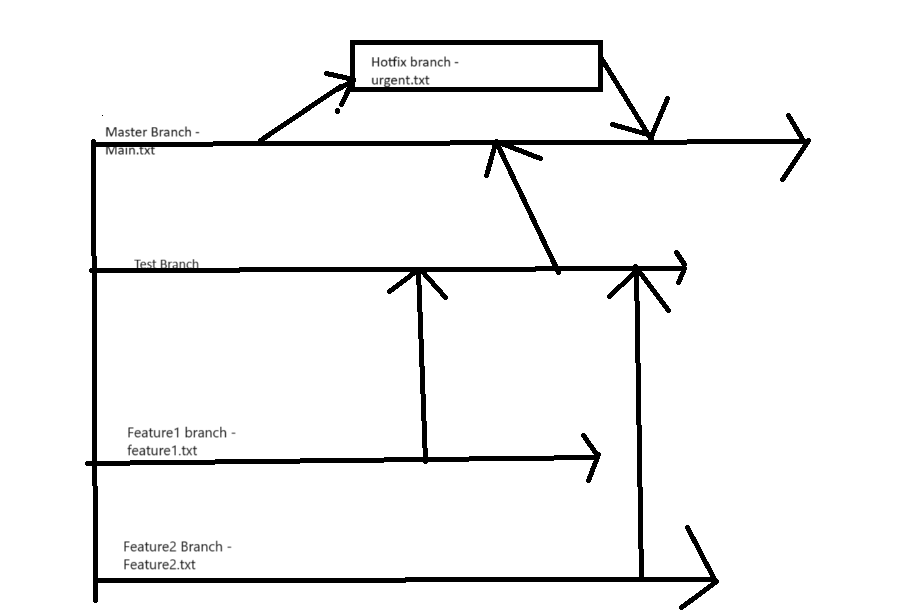 Hotfix branch -
urgent.txt
Master Branch -
Main.txt
Test Branch
Feature1 branch -
feature1.txt
Feature2 Branch -
Feature2.txt